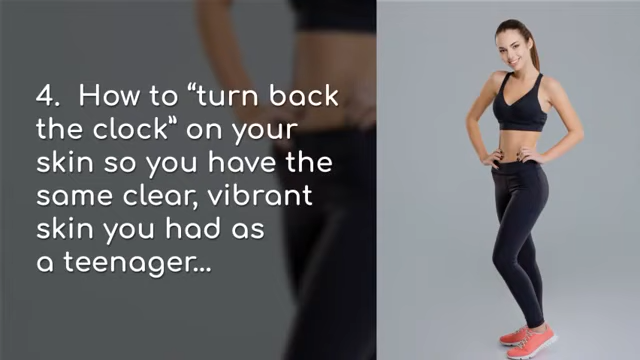 4. How to “turn back
the clock” on your
skin so you have the
same clear, vibrant
skin you had as
a teenager...